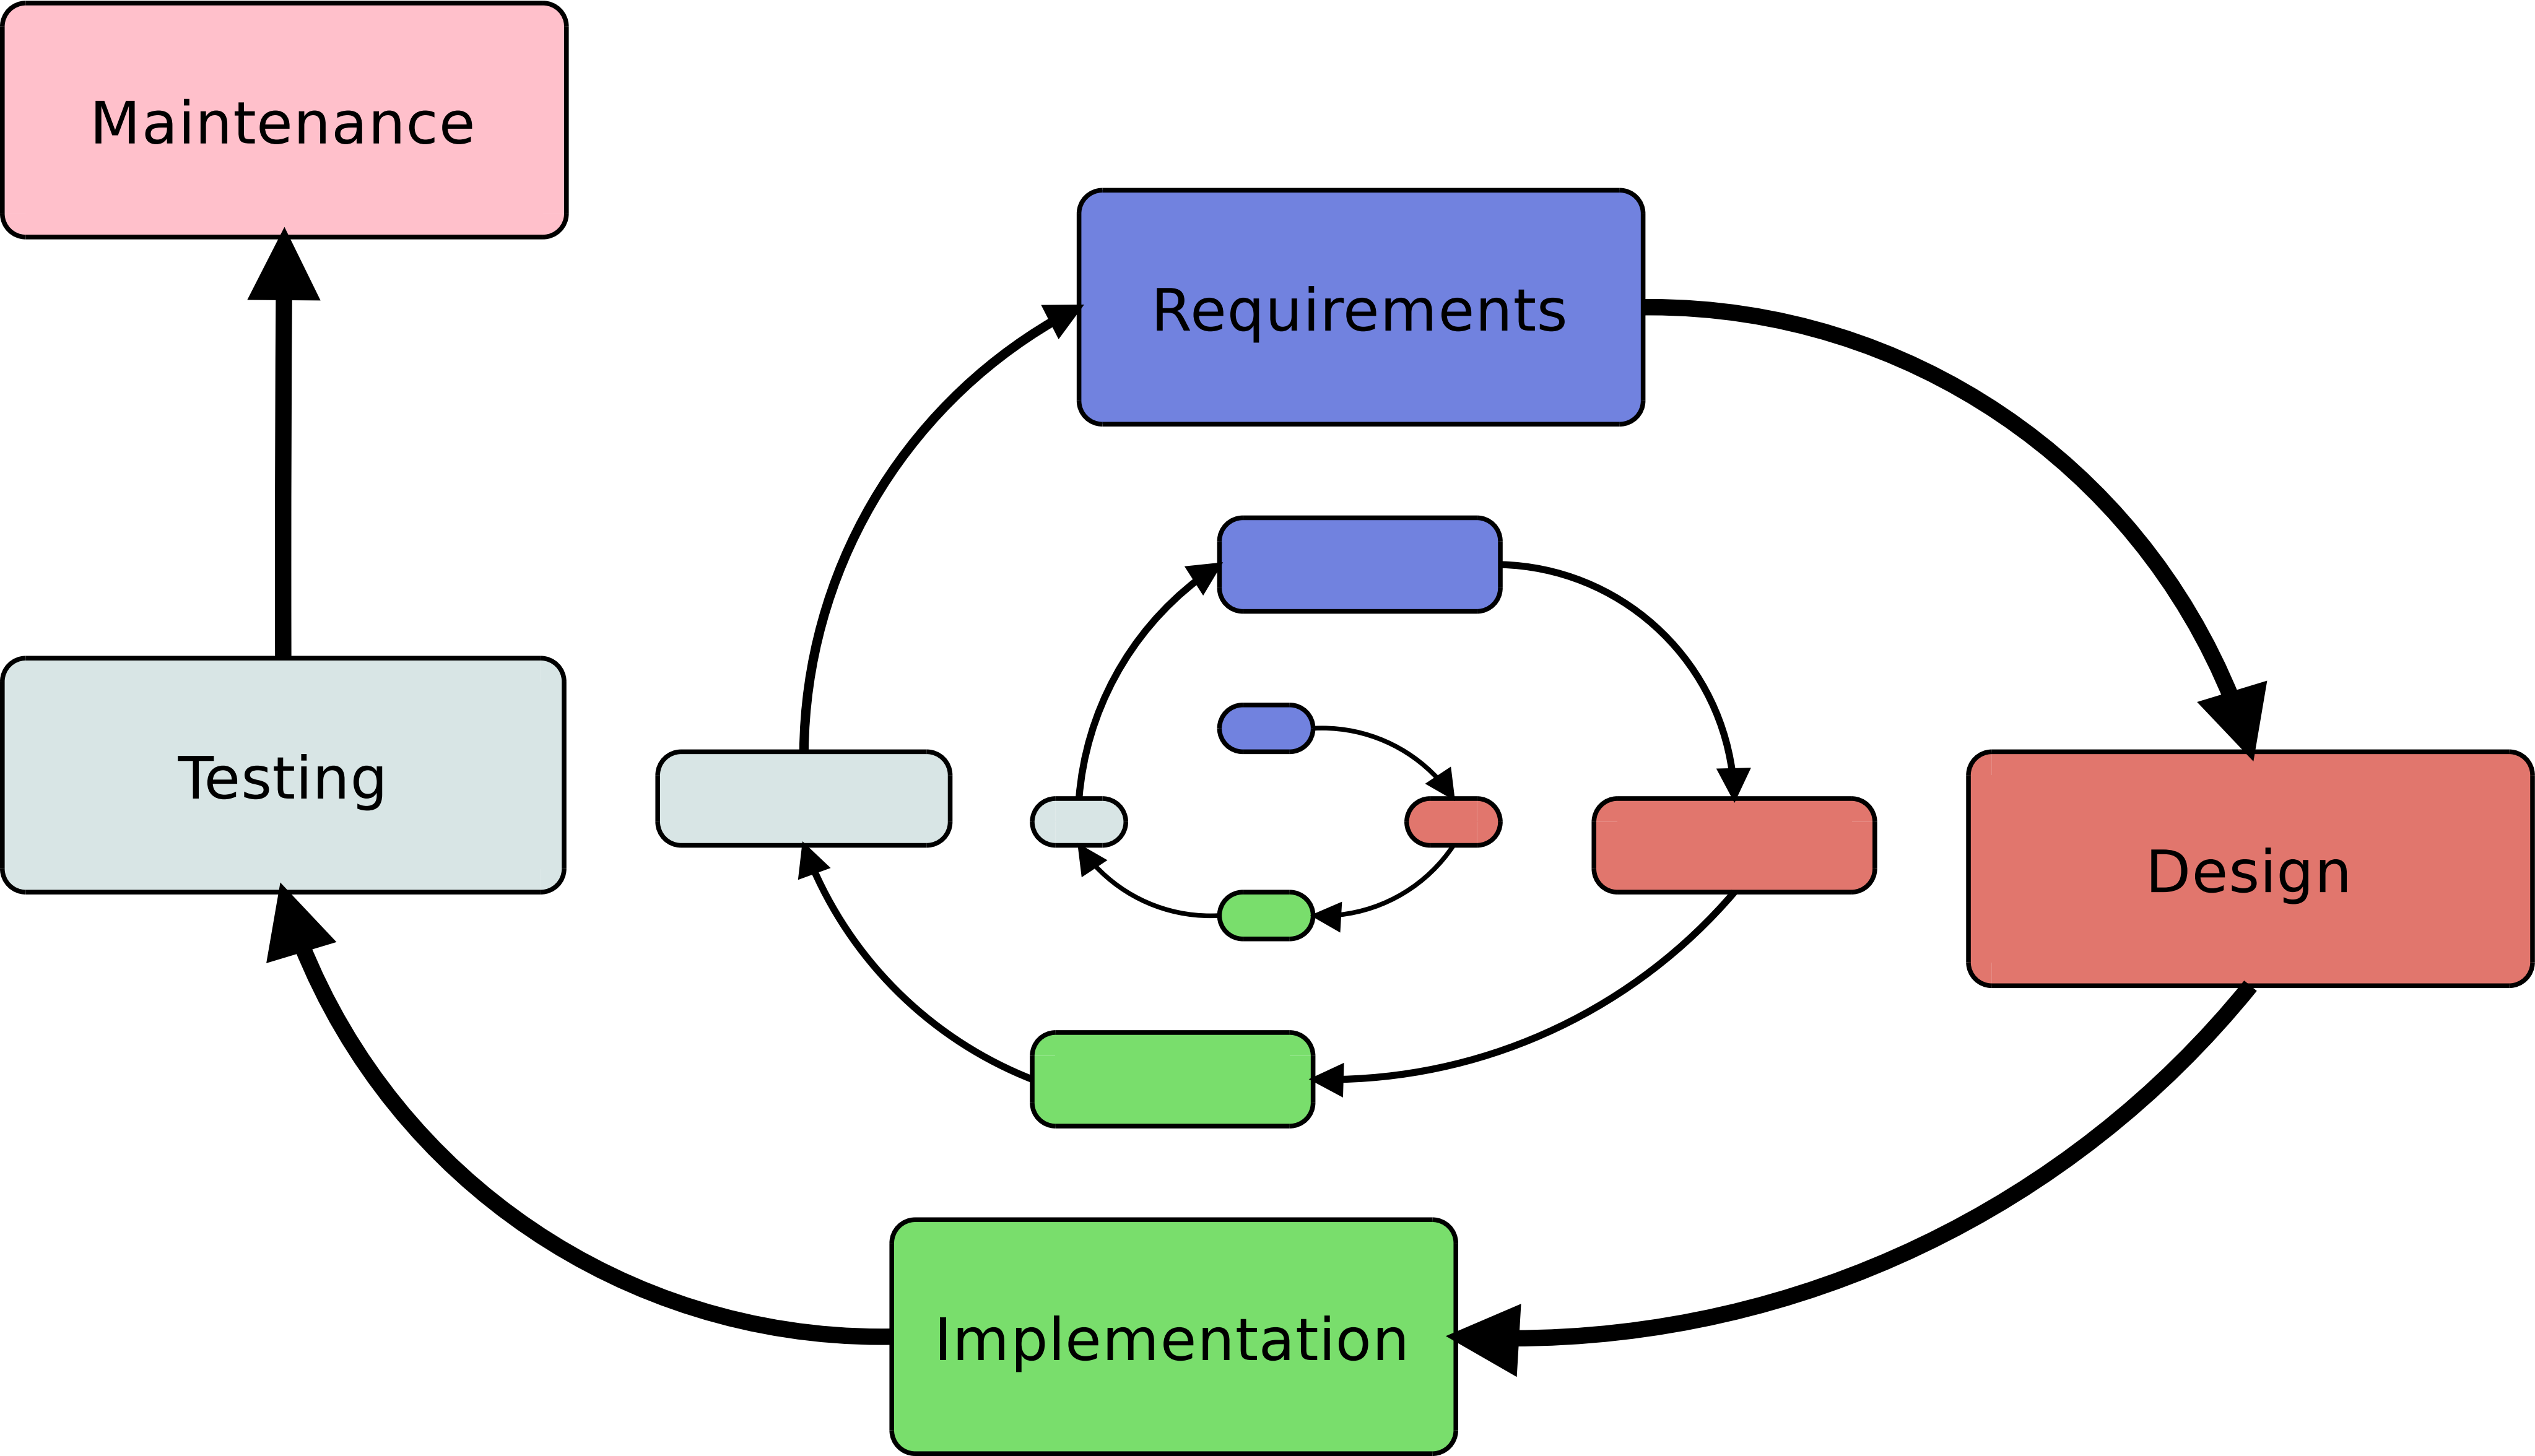 Maintenance
Requirements
Testing
Design
Implementation